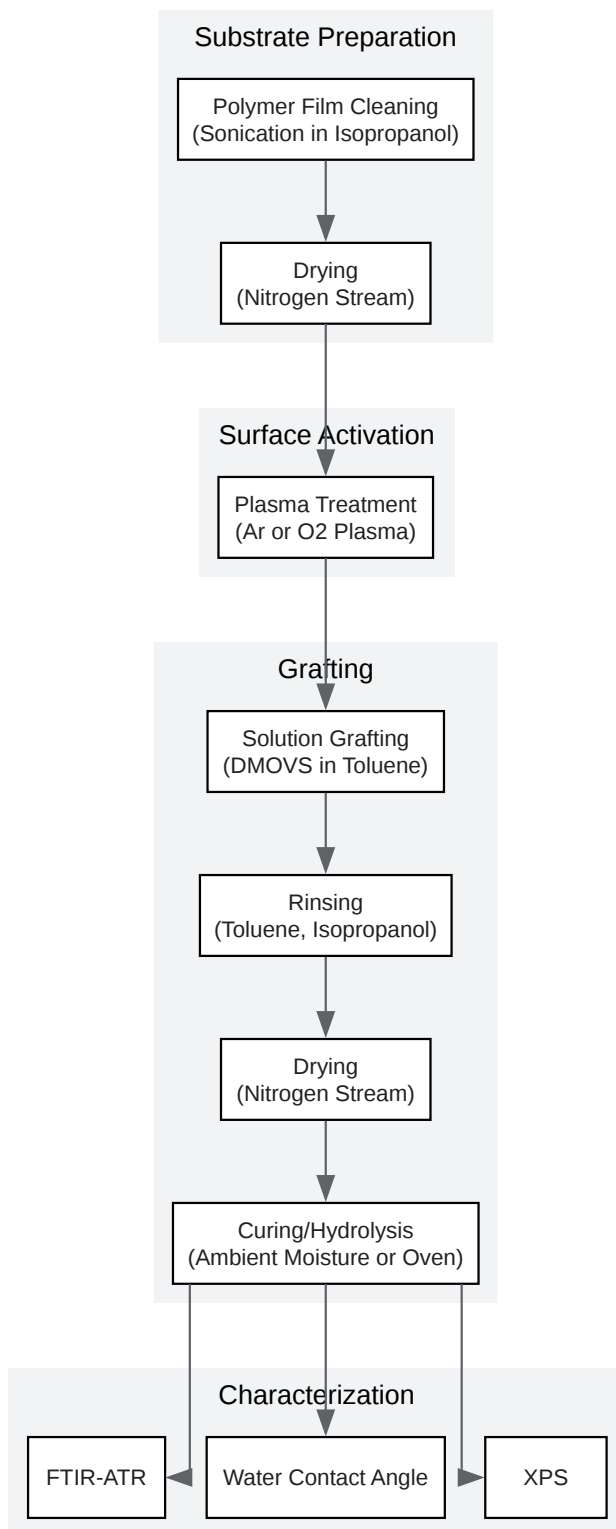 Substrate Preparation
Polymer Film Cleaning
(Sonication in Isopropanol)
Drying
(Nitrogen Stream)
Surface Activation
Plasma Treatment
(Ar or O2 Plasma)
Grafting
Solution Grafting
(DMOVS in Toluene)
Rinsing
(Toluene, Isopropanol)
Drying
(Nitrogen Stream)
Curing/Hydrolysis
(Ambient Moisture or Oven)
Characterization
FTIR-ATR
Water Contact Angle
XPS